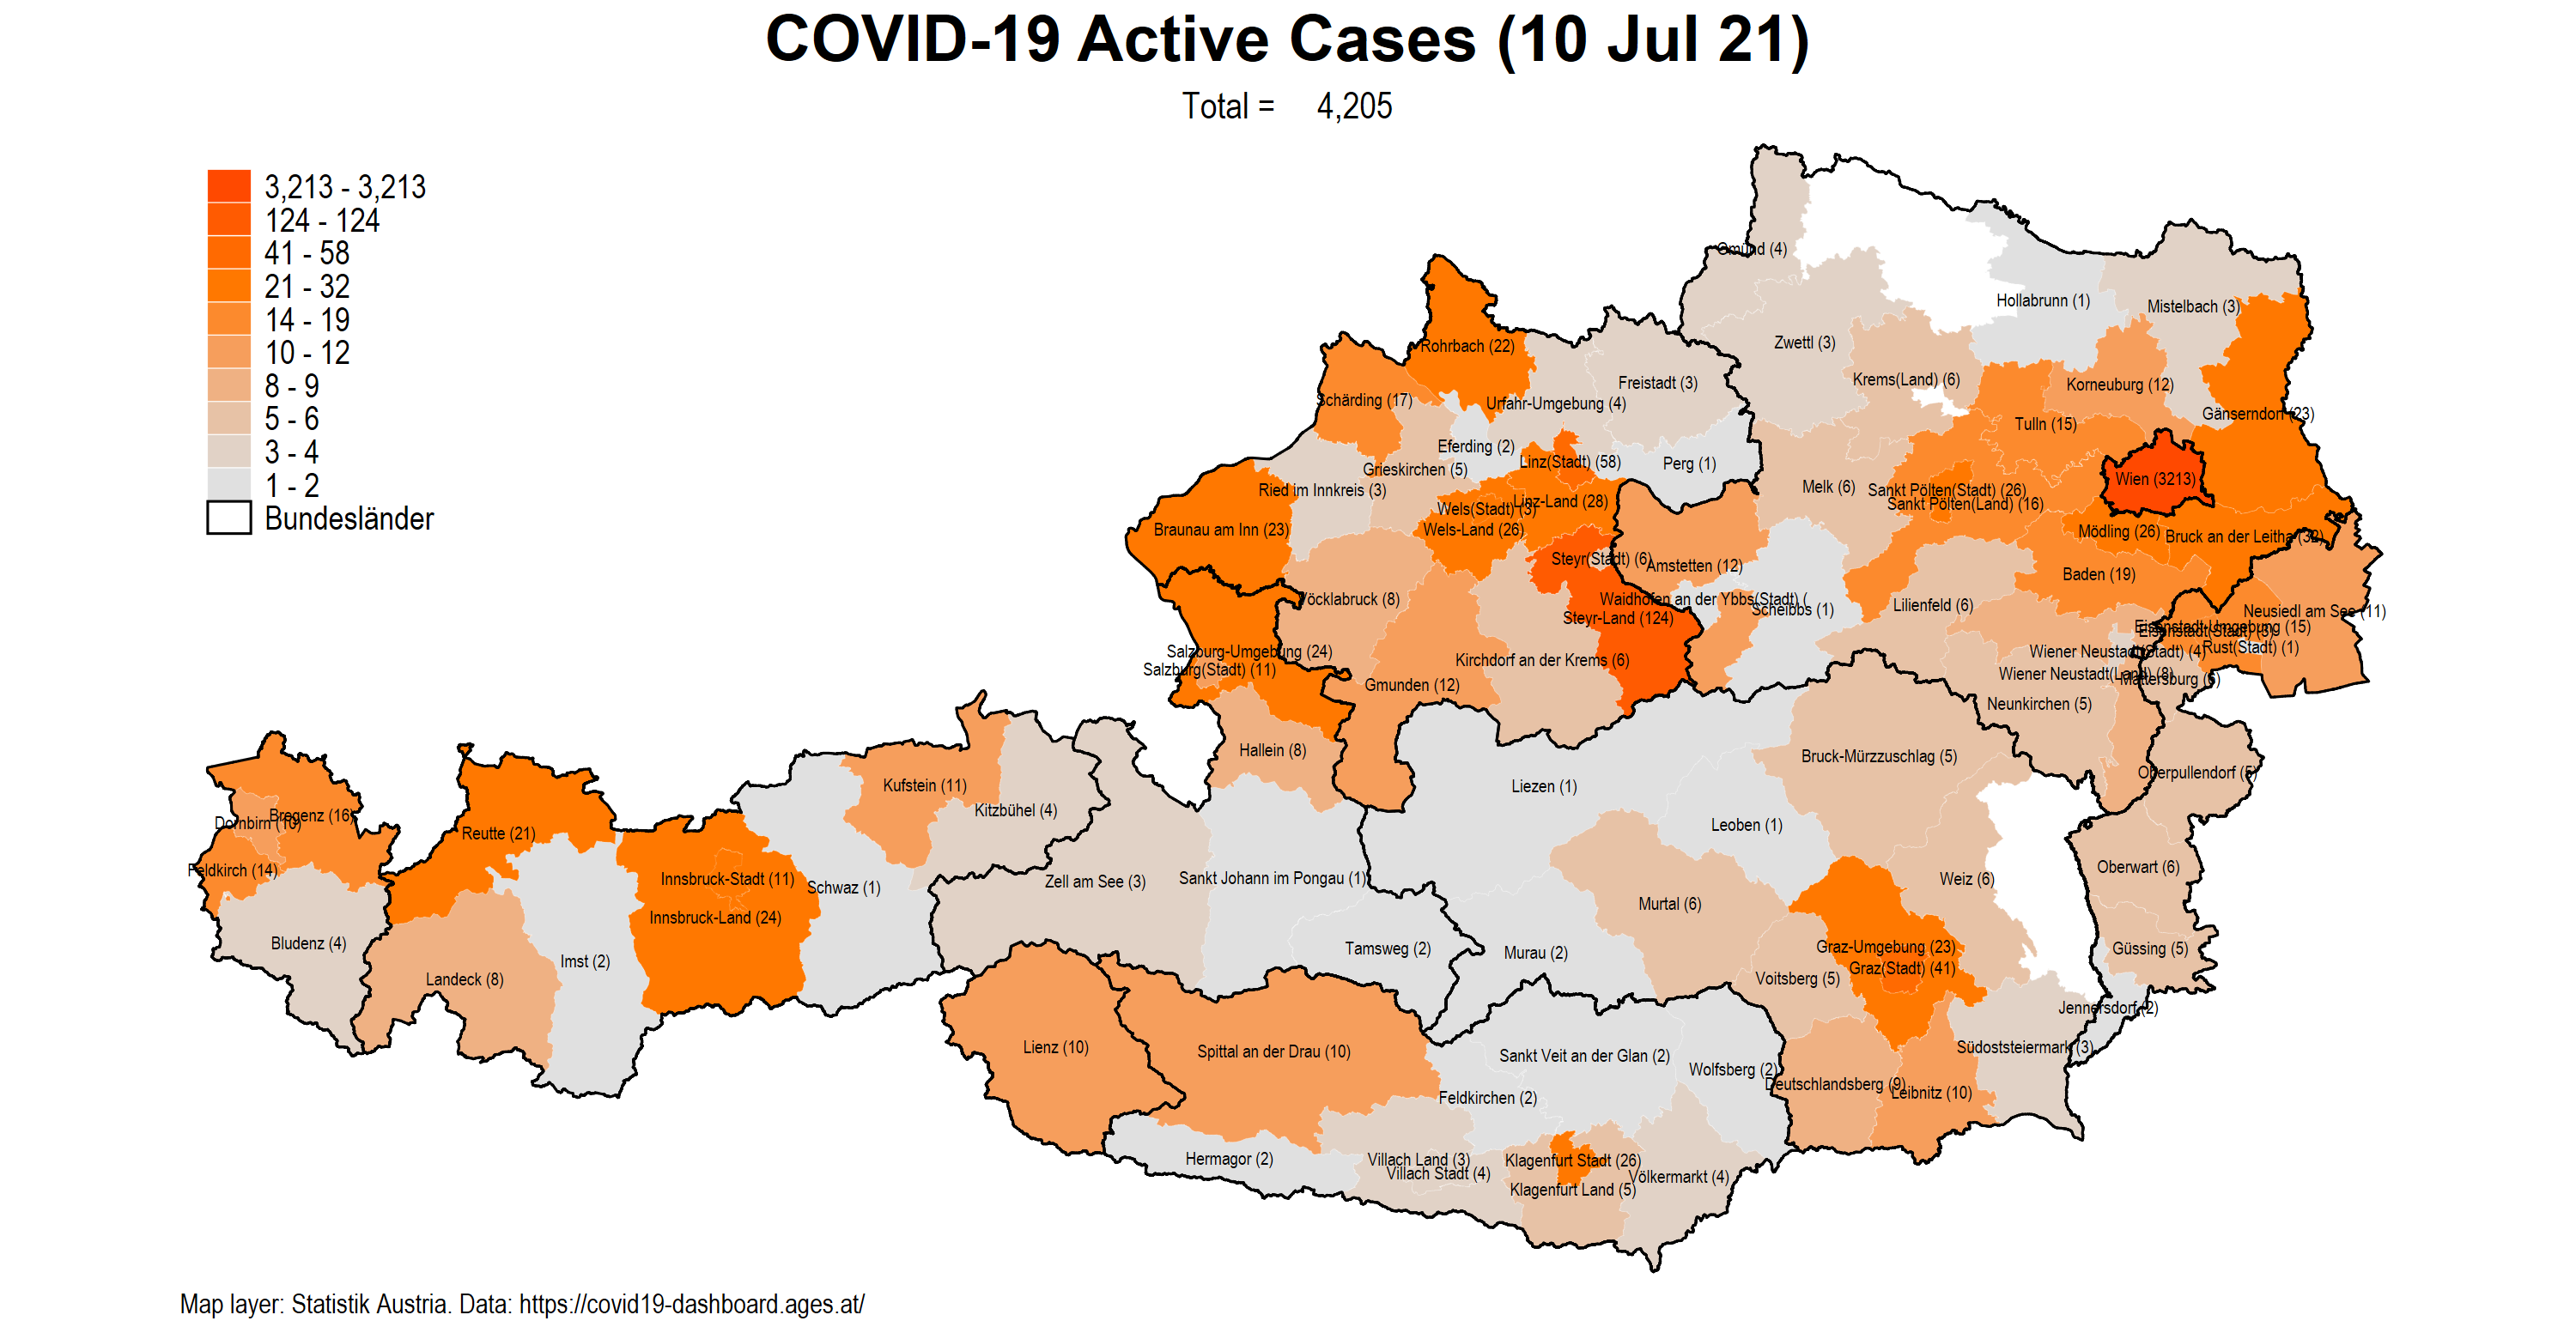 COVID-19 Active Cases (10 Jul 21)
Total = 4,205
3,213 - 3,213
124 - 124
41 - 58
21 - 32
14 - 19
10 - 12
8 - 9
5 - 6
3 - 4
1 - 2
Bundesländer
Gmünd (4)
Hollabrunn (1)
Mistelbach (3)
Zwettl (3)
Rohrbach (22)
Freistadt (3)
Krems(Land) (6)
Korneuburg (12)
Schärding (17)
Urfahr-Umgebung (4)
Gänserndorf (23)
Tulln (15)
Eferding (2)
Linz(Stadt) (58)
Perg (1)
Grieskirchen (5)
Wien (3213)
Ried im Innkreis (3)
Melk (6)
Sankt Pölten(Stadt) (26)
Linz-Land (28)
Sankt Pölten(Land) (16)
Wels(Stadt) (3)
Braunau am Inn (23)
Wels-Land (26)
Mödling (26)
Bruck an der Leitha (32)
Steyr(Stadt) (6)
Amstetten (12)
Baden (19)
Vöcklabruck (8)
Waidhofen an der Ybbs(Stadt) (
Scheibbs (1)
Lilienfeld (6)
Neusiedl am See (11)
Steyr-Land (124)
Eisenstadt-Umgebung (15)
Eisenstadt(Stadt) (3)
Rust(Stadt) (1)
Salzburg-Umgebung (24)
Wiener Neustadt(Stadt) (4)
Kirchdorf an der Krems (6)
Salzburg(Stadt) (11)
Wiener Neustadt(Land) (8)
Mattersburg (5)
Gmunden (12)
Neunkirchen (5)
Hallein (8)
Bruck-Mürzzuschlag (5)
Oberpullendorf (5)
Kufstein (11)
Liezen (1)
Kitzbühel (4)
Bregenz (16)
Dornbirn (10)
Leoben (1)
Reutte (21)
Oberwart (6)
Feldkirch (14)
Innsbruck-Stadt (11)
Schwaz (1)
Zell am See (3)
Sankt Johann im Pongau (1)
Weiz (6)
Murtal (6)
Innsbruck-Land (24)
Bludenz (4)
Tamsweg (2)
Murau (2)
Graz-Umgebung (23)
Güssing (5)
Imst (2)
Graz(Stadt) (41)
Landeck (8)
Voitsberg (5)
Jennersdorf (2)
Lienz (10)
Spittal an der Drau (10)
Sankt Veit an der Glan (2)
Südoststeiermark (3)
Wolfsberg (2)
Deutschlandsberg (9)
Leibnitz (10)
Feldkirchen (2)
Hermagor (2)
Villach Land (3)
Klagenfurt Stadt (26)
Villach Stadt (4)
Völkermarkt (4)
Klagenfurt Land (5)
Map layer: Statistik Austria. Data: https://covid19-dashboard.ages.at/